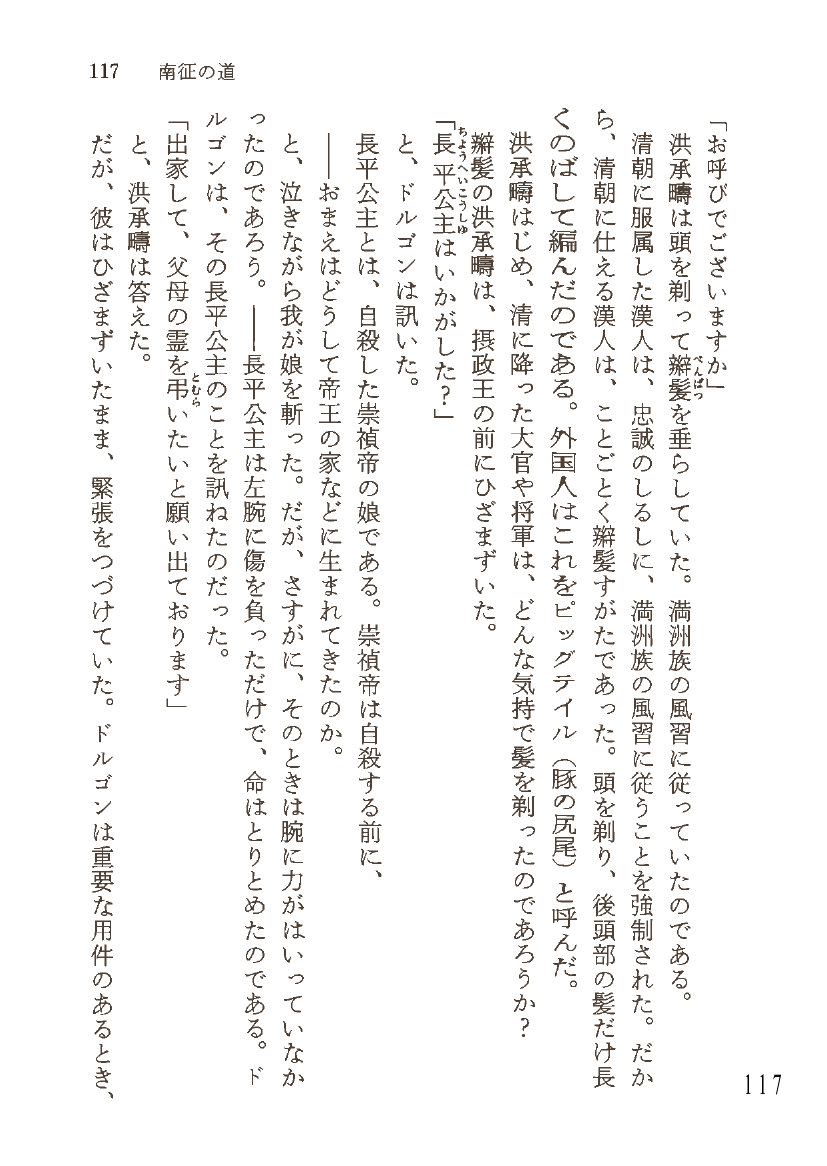 117 南征の道
「お呼びでございますか」
洪承疇は頭を剃って辮髪を垂らしていた。満洲族の風習に従っていたのである。
清朝に服属した漢人は、忠誠のしるしに、満洲族の風習に従うことを強制された。だか
ら、清朝に仕える漢人は、ことごとく辮髪すがたであった。頭を剃り、後頭部の髪だけ長
くのばして編んだのである。外国人はこれをピッグテイル（豚の尻尾）と呼んだ。
洪承疇はじめ、清に降った大官や将軍は、どんな気持で髪を剃ったのであろうか？
辮髪の洪承疇は、摂政王の前にひざまずいた。
「長平公主はいかがした？」
と、ドルゴンは訊いた。
長平公主とは、自殺した崇禎帝の娘である。崇禎帝は自殺する前に、
――おまえはどうして帝王の家などに生まれてきたのか。
と、泣きながら我が娘を斬った。だが、さすがに、そのときは腕に力がはいっていなか
ったのであろう。――長平公主は左腕に傷を負っただけで、命はとりとめたのである。ド
ルゴンは、その長平公主のことを訊ねたのだった。
「出家して、父母の霊を弔いたいと願い出ております」
と、洪承疇は答えた。
だが、彼はひざまずいたまま、緊張をつづけていた。ドルゴンは重要な用件のあるとき、
べんぱつ
ちょうへいこうしゅ
とむら
117